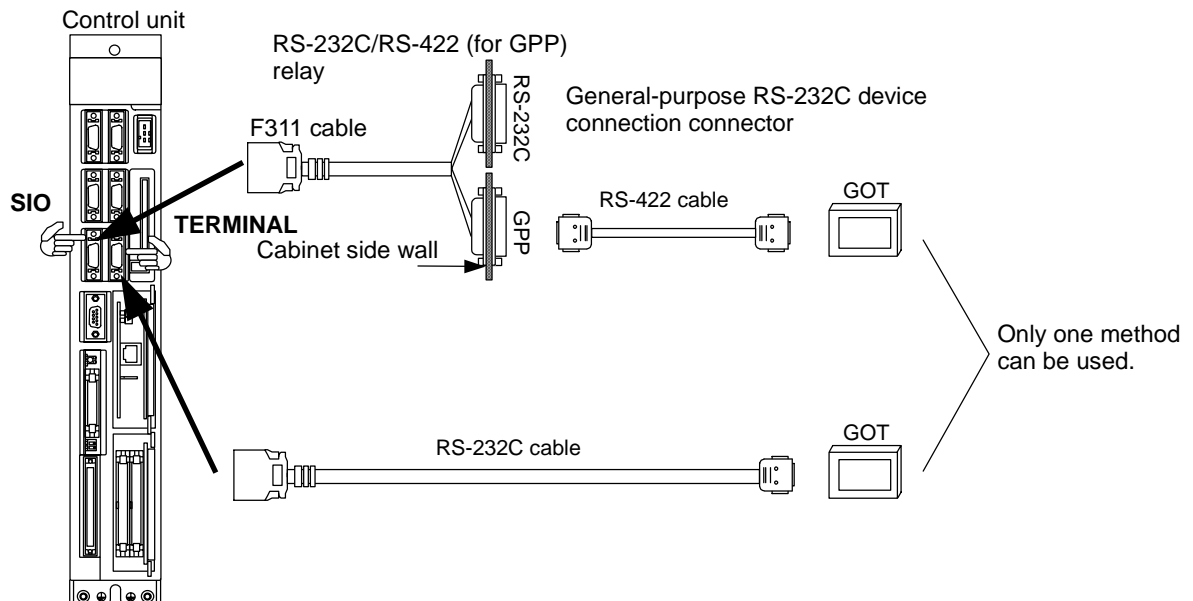 Control unit
RS-232C/RS-422 (for GPP)
relay
RS-232C
General-purpose RS-232C device
connection connector
F311 cable
SIO
TERMINAL
GPP
RS-422 cable
GOT
Cabinet side wall
Only one method
can be used.
RS-232C cable
GOT